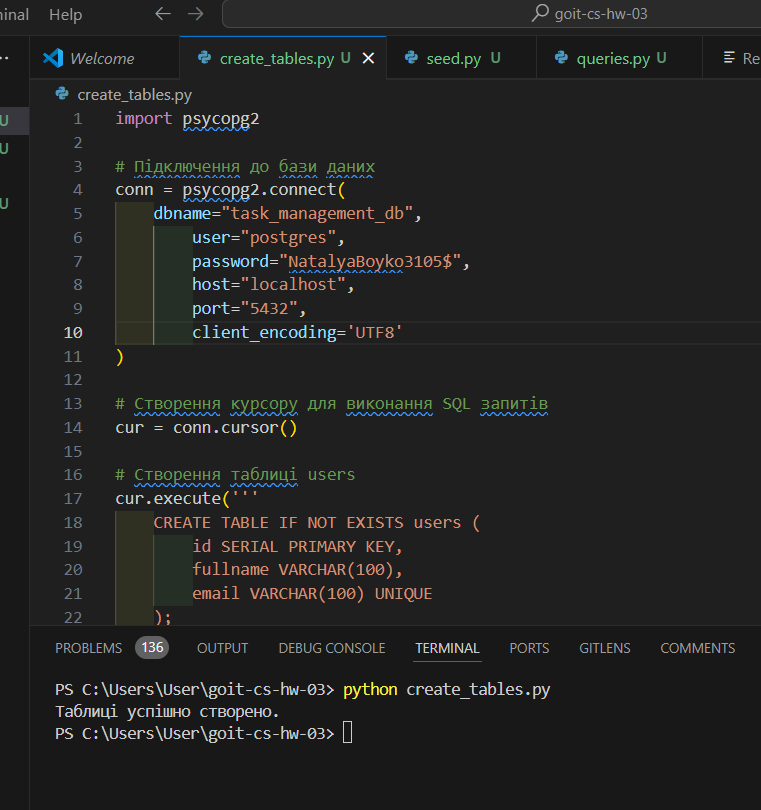 minal Help ← → goit-cs-hw-03
Welcome create_tables.py U × seed.py U queries.py U Re
create_tables.py
U
U
U
1 import psycopg2
2
3 # Підключення до бази даних
4 conn = psycopg2.connect(
5 dbname="task_management_db",
6 user="postgres",
7 password="NatalyaBoyko3105$",
8 host="localhost",
9 port="5432",
10 client_encoding='UTF8'
11 )
12
13 # Створення курсору для виконання SQL запитів
14 cur = conn.cursor()
15
16 # Створення таблиці users
17 cur.execute('''
18 CREATE TABLE IF NOT EXISTS users (
19 id SERIAL PRIMARY KEY,
20 fullname VARCHAR(100),
21 email VARCHAR(100) UNIQUE
22 );
PROBLEMS 136 OUTPUT DEBUG CONSOLE TERMINAL PORTS GITLENS COMMENTS
PS C:\Users\User\goit-cs-hw-03> python create_tables.py
Таблиці успішно створено.
PS C:\Users\User\goit-cs-hw-03>